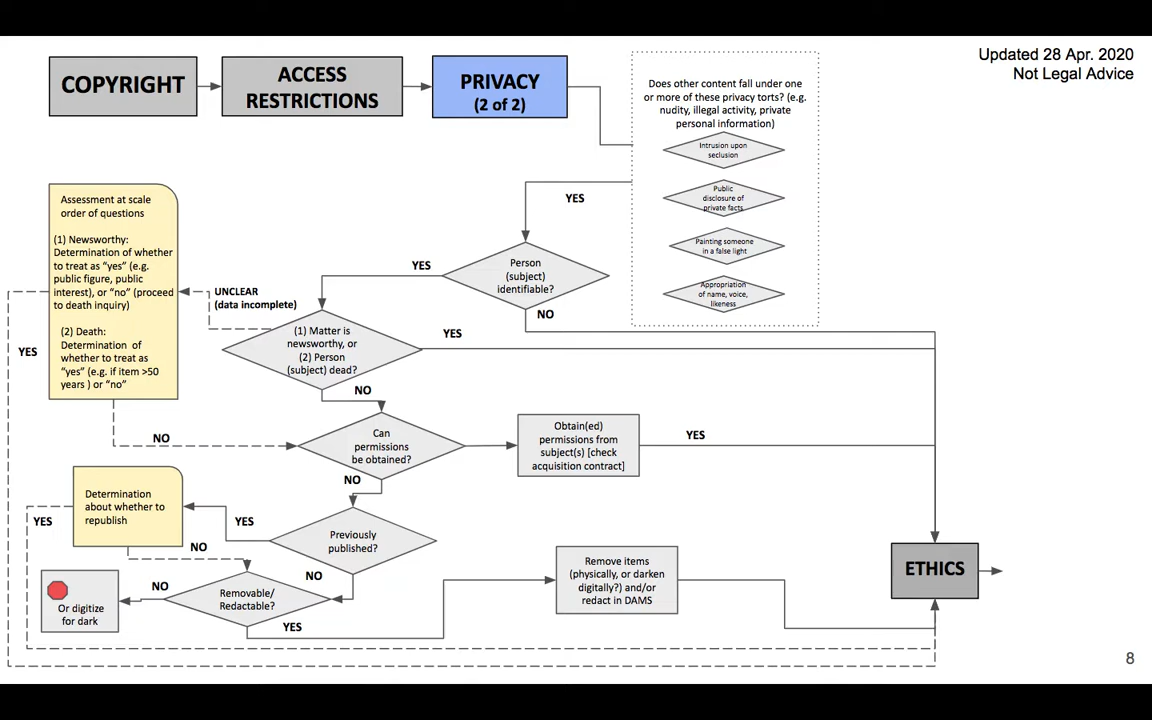 Updated 28 Apr. 2020
Not Legal Advice
COPYRIGHT
ACCESS
RESTRICTIONS
PRIVACY
(2 of 2)
Does other content fall under one
or more of these privacy torts? (e.g.
nudity, illegal activity, private
personal information)
Intrusion upon
seclusion
Public
disclosure of
private facts
Painting someone
in a false light
Appropriation
of name, voice,
likeness
YES
Person
(subject)
identifiable?
YES
NO
Assessment at scale
order of questions
(1) Newsworthy:
Determination of whether
to treat as “yes” (e.g.
public figure, public
interest), or “no” (proceed
to death inquiry)
(2) Death:
Determination of
whether to treat as
“yes” (e.g. if item >50
years ) or “no”
UNCLEAR
(data incomplete)
(1) Matter is
newsworthy, or
(2) Person
(subject) dead?
YES
YES
NO
NO
Can
permissions
be obtained?
Obtain(ed)
permissions from
subject(s) [check
acquisition contract]
YES
NO
Determination
about whether to
republish
YES
YES
NO
Previously
published?
NO
Removable/
Redactable?
NO
Or digitize
for dark
YES
Remove items
(physically, or darken
digitally?) and/or
redact in DAMS
ETHICS
8